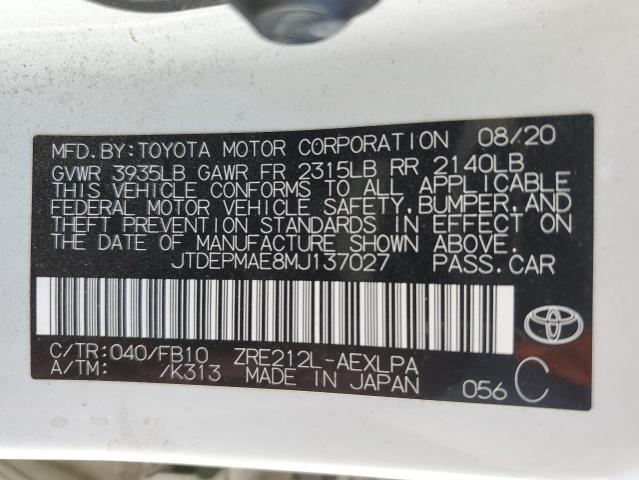 MFD.BY:TOYOTA MOTOR CORPORATION 08/20
GVWR 3935LB GAWR FR 2315LB RR 2140LB
THIS VEHICLE CONFORMS TO ALL APPLICABLE
FEDERAL MOTOR VEHICLE SAFETY,BUMPER,AND
THEFT PREVENTION STANDARDS IN EFFECT ON
THE DATE OF MANUFACTURE SHOWN ABOVE.
JTDEPMAE8MJ137027 PASS.CAR
C/TR:040/FB10 ZRE212L-AEXLPA
A/TM: /K313 MADE IN JAPAN 056 C